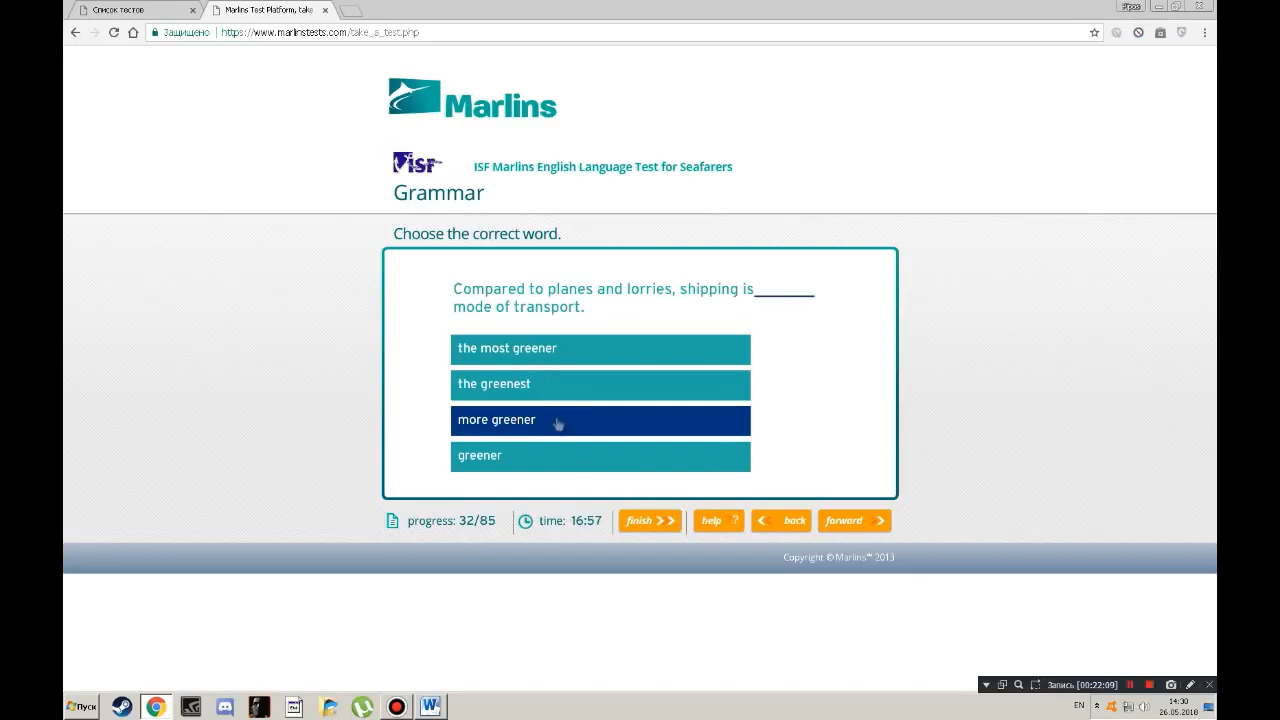 Список тестов
Marlins Test Platform, take
Ягроз
Защищено
https://www.marlinstests.com/take_a_test.php
Marlins
ISF
ISF Marlins English Language Test for Seafarers
Grammar
Choose the correct word.
Compared to planes and lorries, shipping is_______
mode of transport.
the most greener
the greenest
more greener
greener
progress: 32/85
time: 16:57
finish
help ?
back
forward
Copyright © Marlins™ 2013
Запись [00:22:09]
Пуск
EN
14:30
26.05.2018